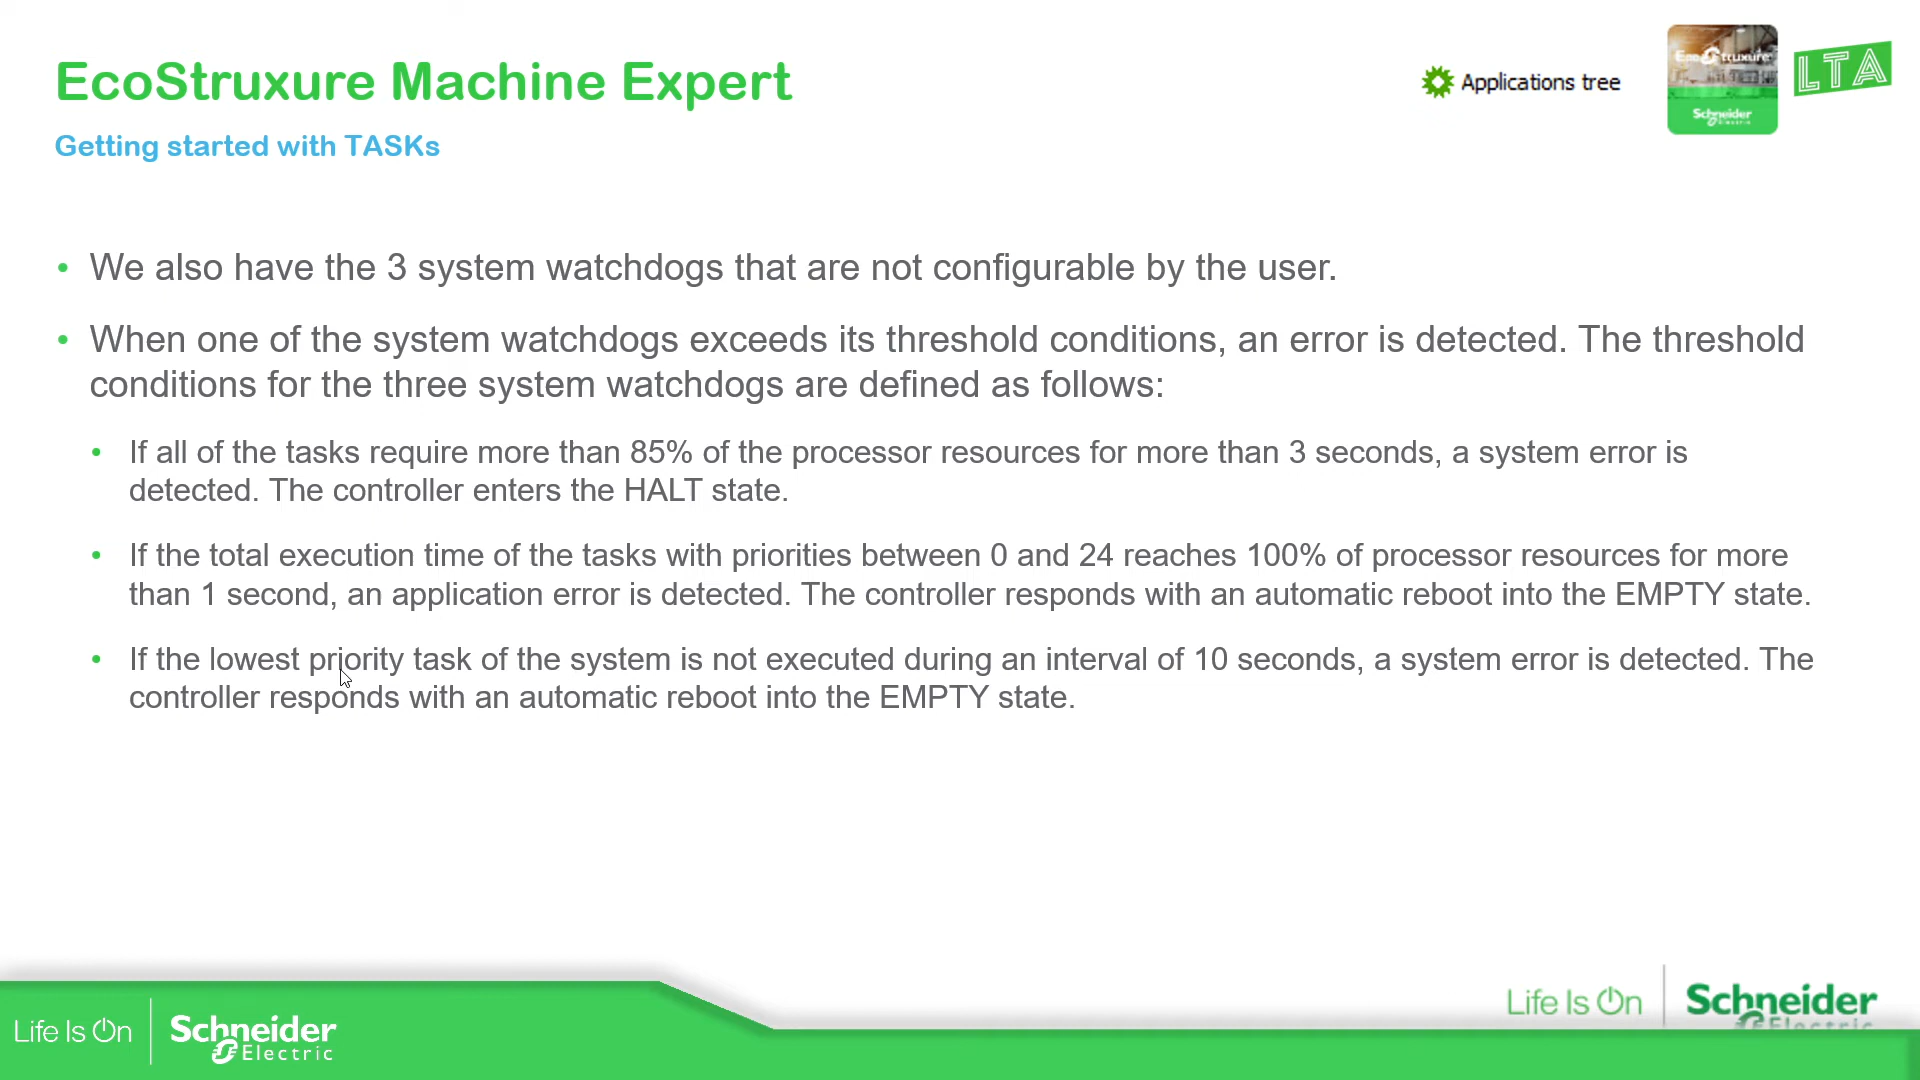 EcoStruxure Machine Expert
Getting started with TASKs
Applications tree
EcoStruxure
Schneider
Electric
LTA
• We also have the 3 system watchdogs that are not configurable by the user.
• When one of the system watchdogs exceeds its threshold conditions, an error is detected. The threshold
conditions for the three system watchdogs are defined as follows:
• If all of the tasks require more than 85% of the processor resources for more than 3 seconds, a system error is
detected. The controller enters the HALT state.
• If the total execution time of the tasks with priorities between 0 and 24 reaches 100% of processor resources for more
than 1 second, an application error is detected. The controller responds with an automatic reboot into the EMPTY state.
• If the lowest priority task of the system is not executed during an interval of 10 seconds, a system error is detected. The
controller responds with an automatic reboot into the EMPTY state.
Life Is On
Schneider
Electric
Life Is On
Schneider
Electric